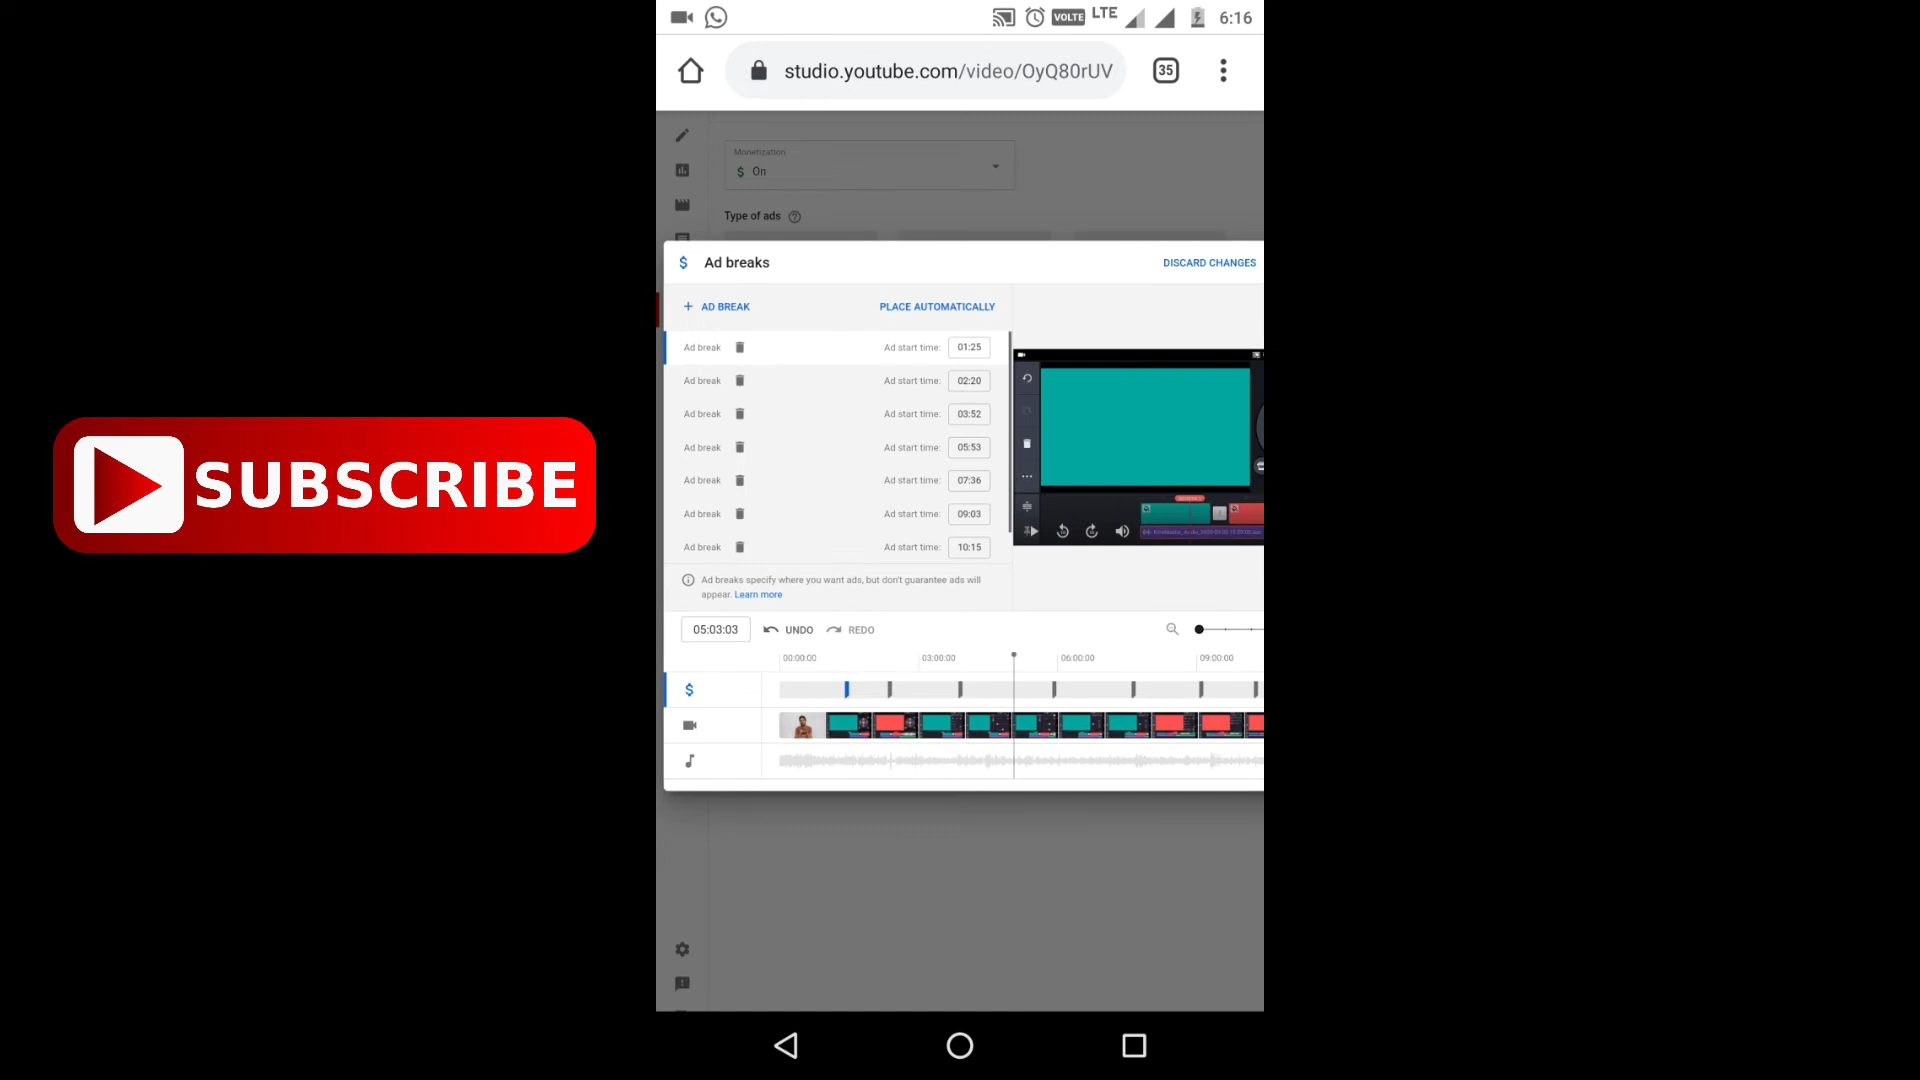 VOLTE LTE 6:16
studio.youtube.com/video/OyQ80rUV 35
Monetization
$ On
Type of ads ?
$ Ad breaks DISCARD CHANGES
+ AD BREAK PLACE AUTOMATICALLY
Ad break Ad start time: 01:25
Ad break Ad start time: 02:20
Ad break Ad start time: 03:52
Ad break Ad start time: 05:53
Ad break Ad start time: 07:36
Ad break Ad start time: 09:03
Ad break Ad start time: 10:15
SUBSCRIBE
Ad breaks specify where you want ads, but don't guarantee ads will
appear. Learn more
05:03:03 UNDO REDO
00:00:00 03:00:00 06:00:00 09:00:00
$